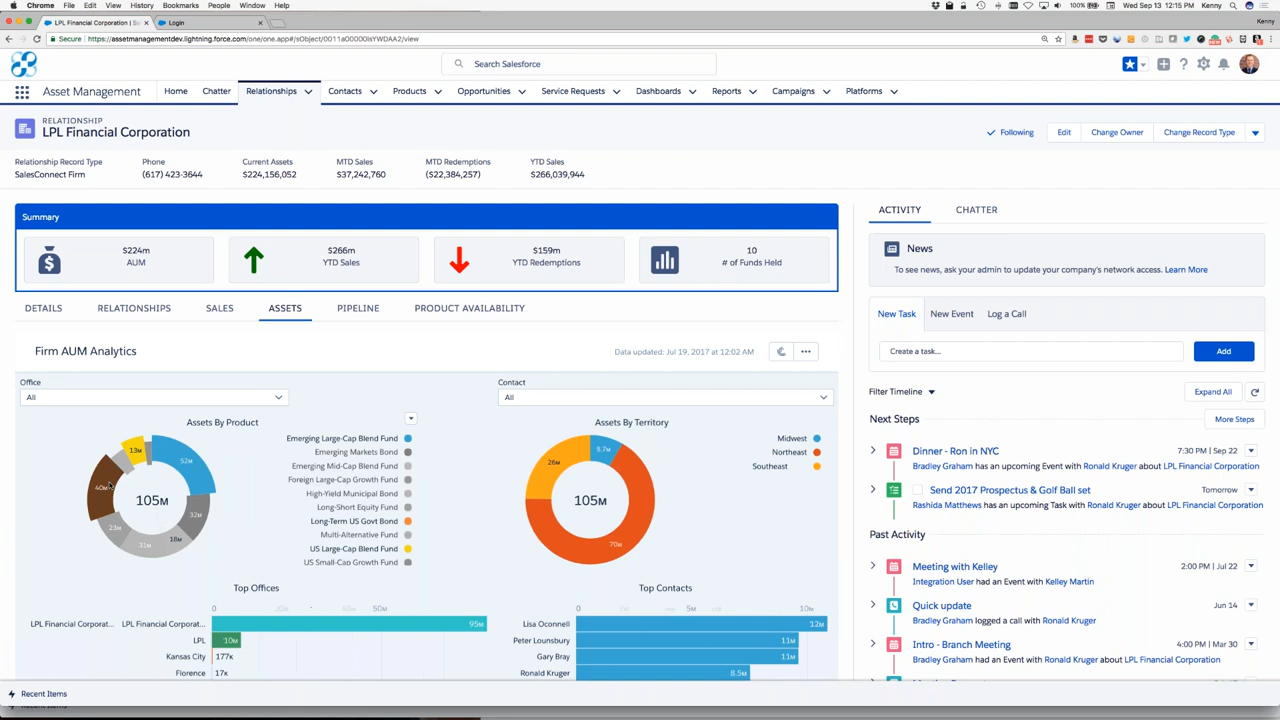 Chrome File Edit View History Bookmarks People Window Help 100% Wed Sep 13 12:15 PM Kenny
LPL Financial Corporation | Sa Login Kenny
Secure https://assetmanagementdev.lightning.force.com/one/one.app#/sObject/0011a00000IsYWDAA2/view
Search Salesforce
Asset Management Home Chatter Relationships Contacts Products Opportunities Service Requests Dashboards Reports Campaigns Platforms
RELATIONSHIP
LPL Financial Corporation
Following Edit Change Owner Change Record Type
Relationship Record Type Phone Current Assets MTD Sales MTD Redemptions YTD Sales
SalesConnect Firm (617) 423-3644 $224,156,052 $37,242,760 ($22,384,257) $266,039,944
Summary
$224m
AUM
$266m
YTD Sales
$159m
YTD Redemptions
10
# of Funds Held
DETAILS RELATIONSHIPS SALES ASSETS PIPELINE PRODUCT AVAILABILITY
Firm AUM Analytics
Data updated: Jul 19, 2017 at 12:02 AM
Office
All
Contact
All
Assets By Product
13M
52M
40M
105M
32M
23M
18M
31M
Emerging Large-Cap Blend Fund
Emerging Markets Bond
Emerging Mid-Cap Blend Fund
Foreign Large-Cap Growth Fund
High-Yield Municipal Bond
Long-Short Equity Fund
Long-Term US Govt Bond
Multi-Alternative Fund
US Large-Cap Blend Fund
US Small-Cap Growth Fund
Assets By Territory
8.7M
26M
105M
70M
Midwest
Northeast
Southeast
Top Offices
0 50M
LPL Financial Corporat... LPL Financial Corporat... 95M
LPL 10M
Kansas City 177K
Florence 17K
Top Contacts
0 5M 10M
Lisa Oconnell 12M
Peter Lounsbury 11M
Gary Bray 11M
Ronald Kruger 8.5M
ACTIVITY CHATTER
News
To see news, ask your admin to update your company's network access. Learn More
New Task New Event Log a Call
Create a task... Add
Filter Timeline Expand All
Next Steps More Steps
Dinner - Ron in NYC 7:30 PM | Sep 22
Bradley Graham has an upcoming Event with Ronald Kruger about LPL Financial Corporation
Send 2017 Prospectus & Golf Ball set Tomorrow
Rashida Matthews has an upcoming Task with Ronald Kruger about LPL Financial Corporation
Past Activity
Meeting with Kelley 2:00 PM | Jul 22
Integration User had an Event with Kelley Martin
Quick update Jun 14
Bradley Graham logged a call with Ronald Kruger
Intro - Branch Meeting 4:00 PM | Mar 30
Bradley Graham had an Event with Ronald Kruger about LPL Financial Corporation
Recent Items